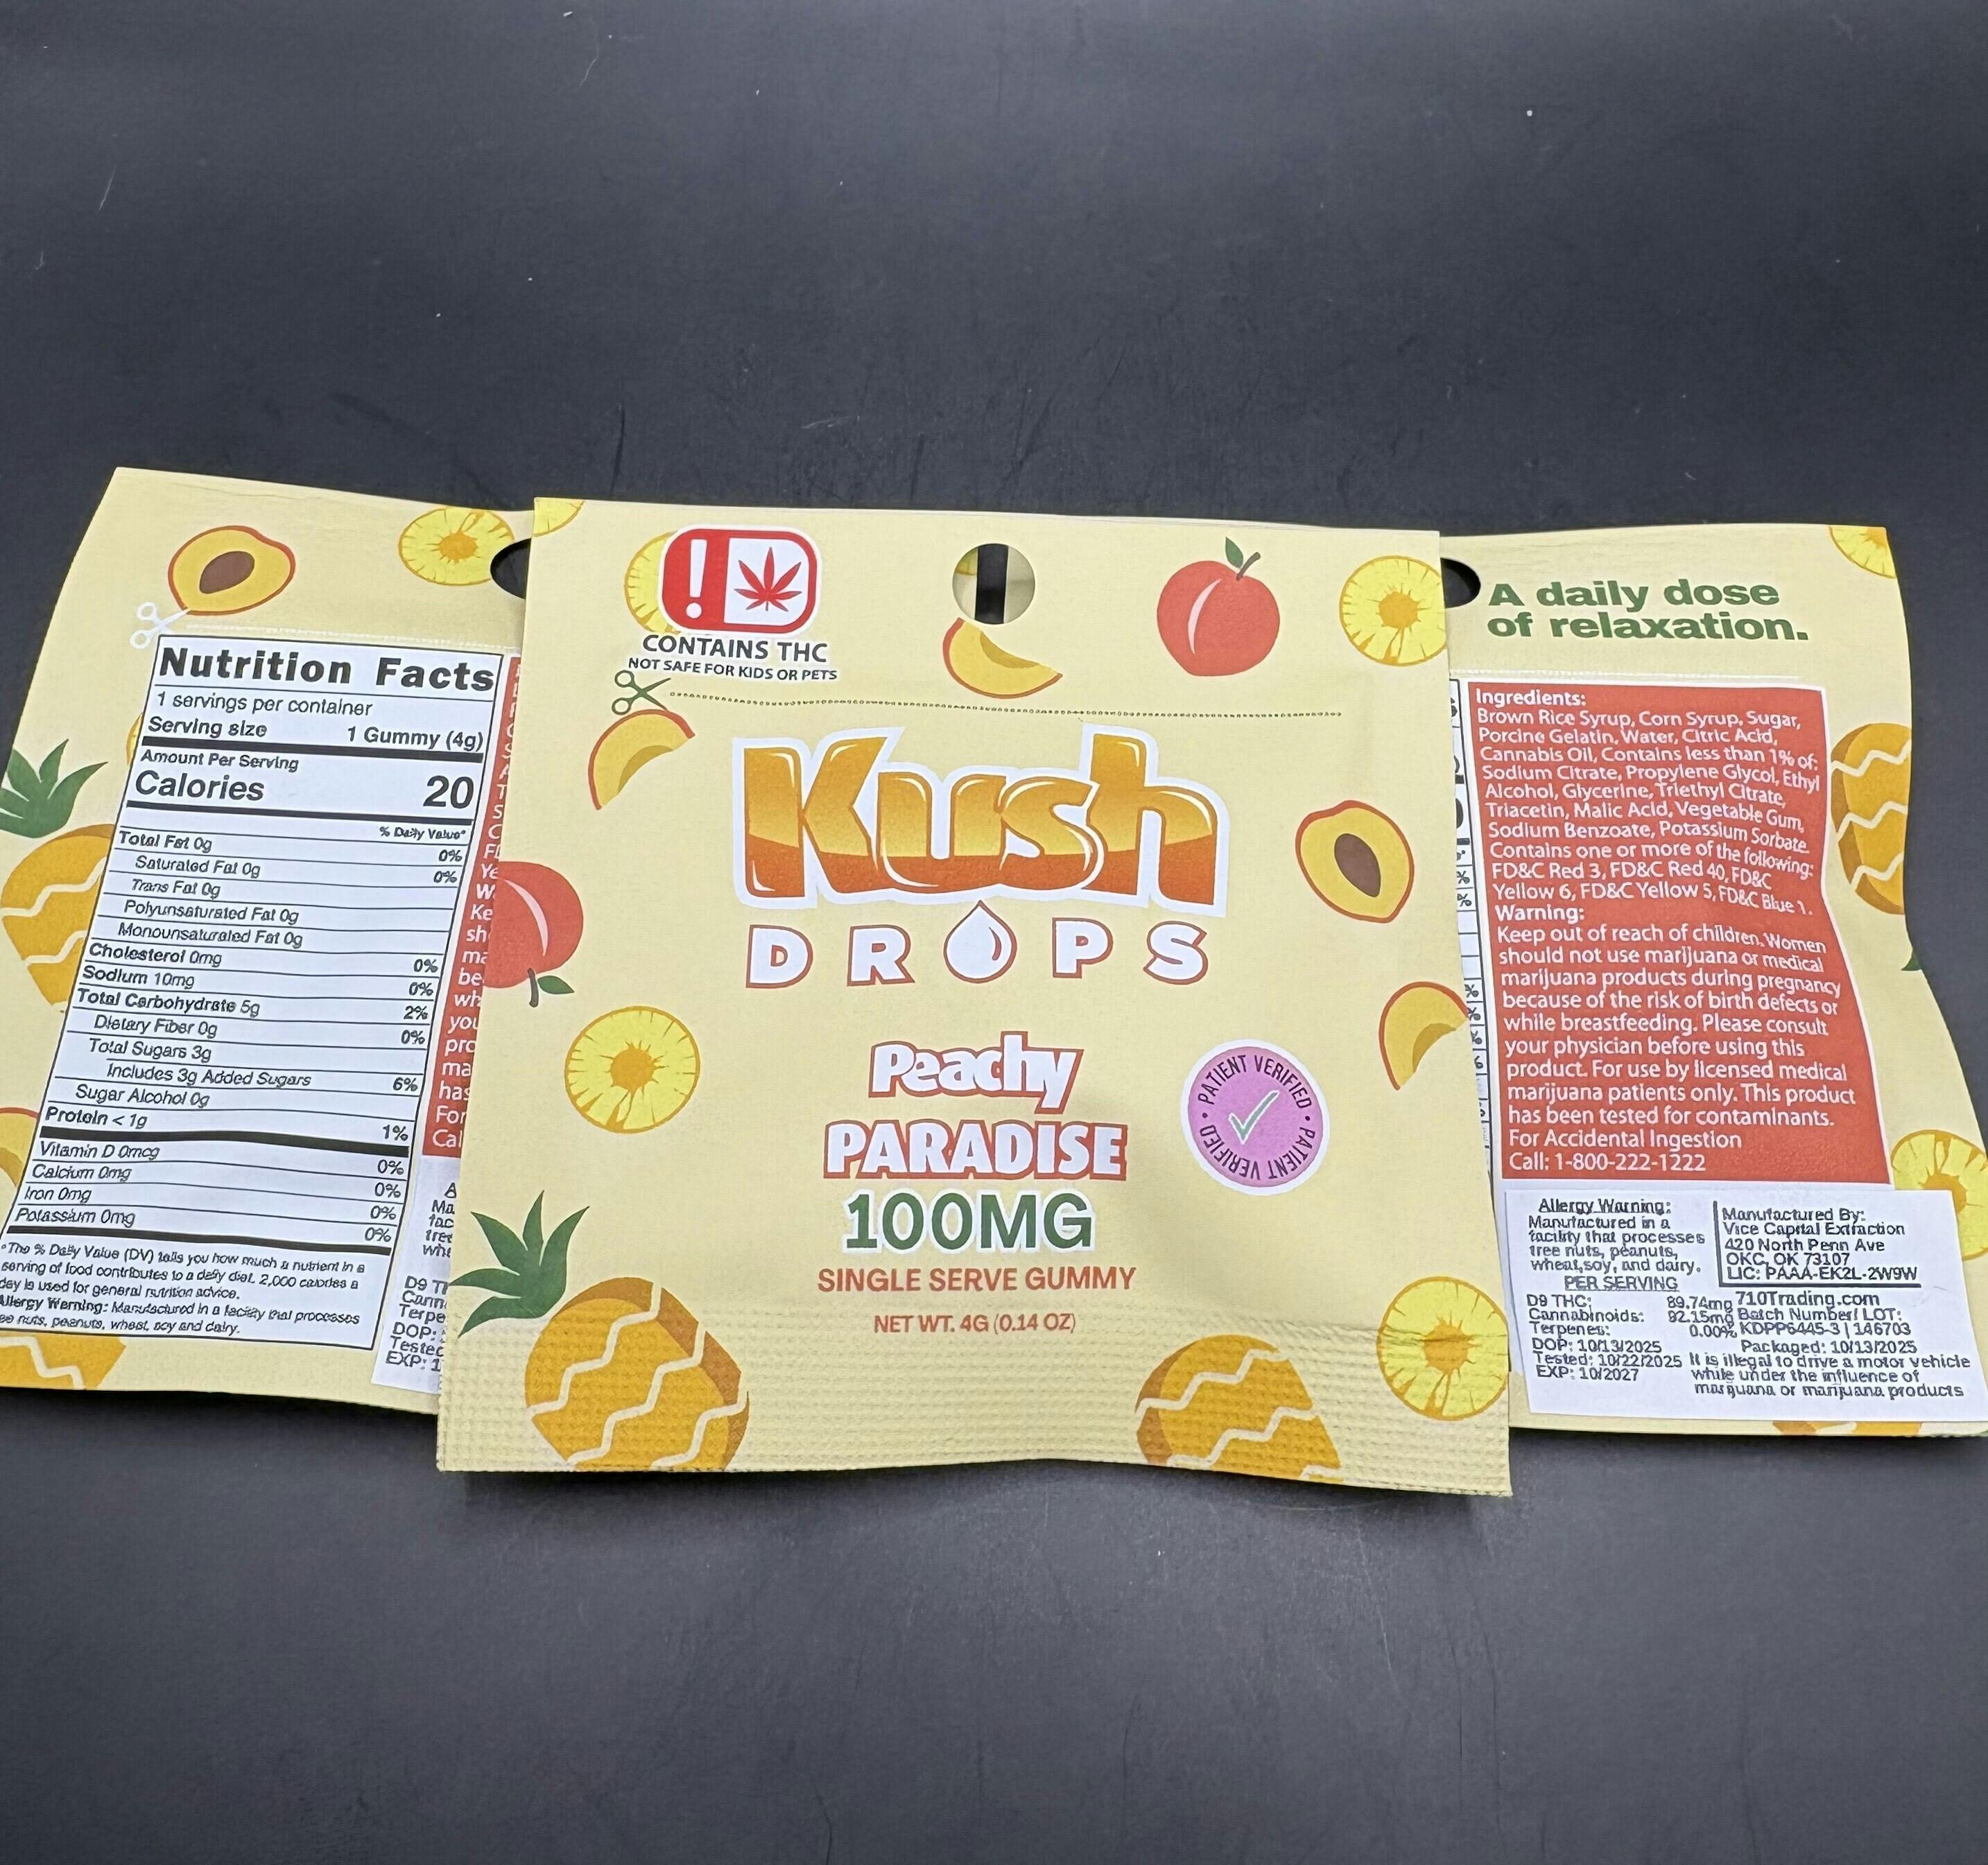 Nutrition Facts
1 servings per container
Serving size 1 Gummy (4g)
Amount Per Serving
Calories 20
% Daily Value*
Total Fat 0g 0%
Saturated Fat 0g 0%
Trans Fat 0g
Polyunsaturated Fat 0g
Monounsaturated Fat 0g
Cholesterol 0mg 0%
Sodium 10mg 0%
Total Carbohydrate 5g 2%
Dietary Fiber 0g 0%
Total Sugars 3g
Includes 3g Added Sugars 6%
Sugar Alcohol 0g
Protein < 1g 1%
Vitamin D 0mcg 0%
Calcium 0mg 0%
Iron 0mg 0%
Potassium 0mg 0%
*The % Daily Value (DV) tells you how much a nutrient in a
serving of food contributes to a daily diet. 2,000 calories a
day is used for general nutrition advice.
Allergy Warning: Manufactured in a facility that processes
nuts, peanuts, wheat, soy and dairy.
CONTAINS THC
NOT SAFE FOR KIDS OR PETS
Kush
DROPS
Peachy
PARADISE
100MG
SINGLE SERVE GUMMY
NET WT. 4G (0.14 OZ)
PATIENT VERIFIED • PATIENT VERIFIED •
A daily dose
of relaxation.
Ingredients:
Brown Rice Syrup, Corn Syrup, Sugar,
Porcine Gelatin, Water, Citric Acid,
Cannabis Oil, Contains less than 1% of:
Sodium Citrate, Propylene Glycol, Ethyl
Alcohol, Glycerine, Triethyl Citrate,
Triacetin, Malic Acid, Vegetable Gum,
Sodium Benzoate, Potassium Sorbate
Contains one or more of the following:
FD&C Red 3, FD&C Red 40, FD&C
Yellow 6, FD&C Yellow 5, FD&C Blue 1.
Warning:
Keep out of reach of children. Women
should not use marijuana or medical
marijuana products during pregnancy
because of the risk of birth defects or
while breastfeeding. Please consult
your physician before using this
product. For use by licensed medical
marijuana patients only. This product
has been tested for contaminants.
For Accidental Ingestion
Call: 1-800-222-1222
Allergy Warning:
Manufactured in a
facility that processes
tree nuts, peanuts,
wheat,soy, and dairy.
PER SERVING
D9 THC: 89.74mg
Cannabinoids: 92.15mg
Terpenes: 0.00%
DOP: 10/13/2025
Tested: 10/22/2025
EXP: 10/2027
Manufactured By:
Vice Capital Extraction
420 North Penn Ave
OKC, OK 73107
LIC: PAAA-EK2L-2W9W
710Trading.com
Batch Number/ LOT:
KDPP6445-3 | 146703
Packaged: 10/13/2025
It is illegal to drive a motor vehicle
while under the influence of
marijuana or marijuana products